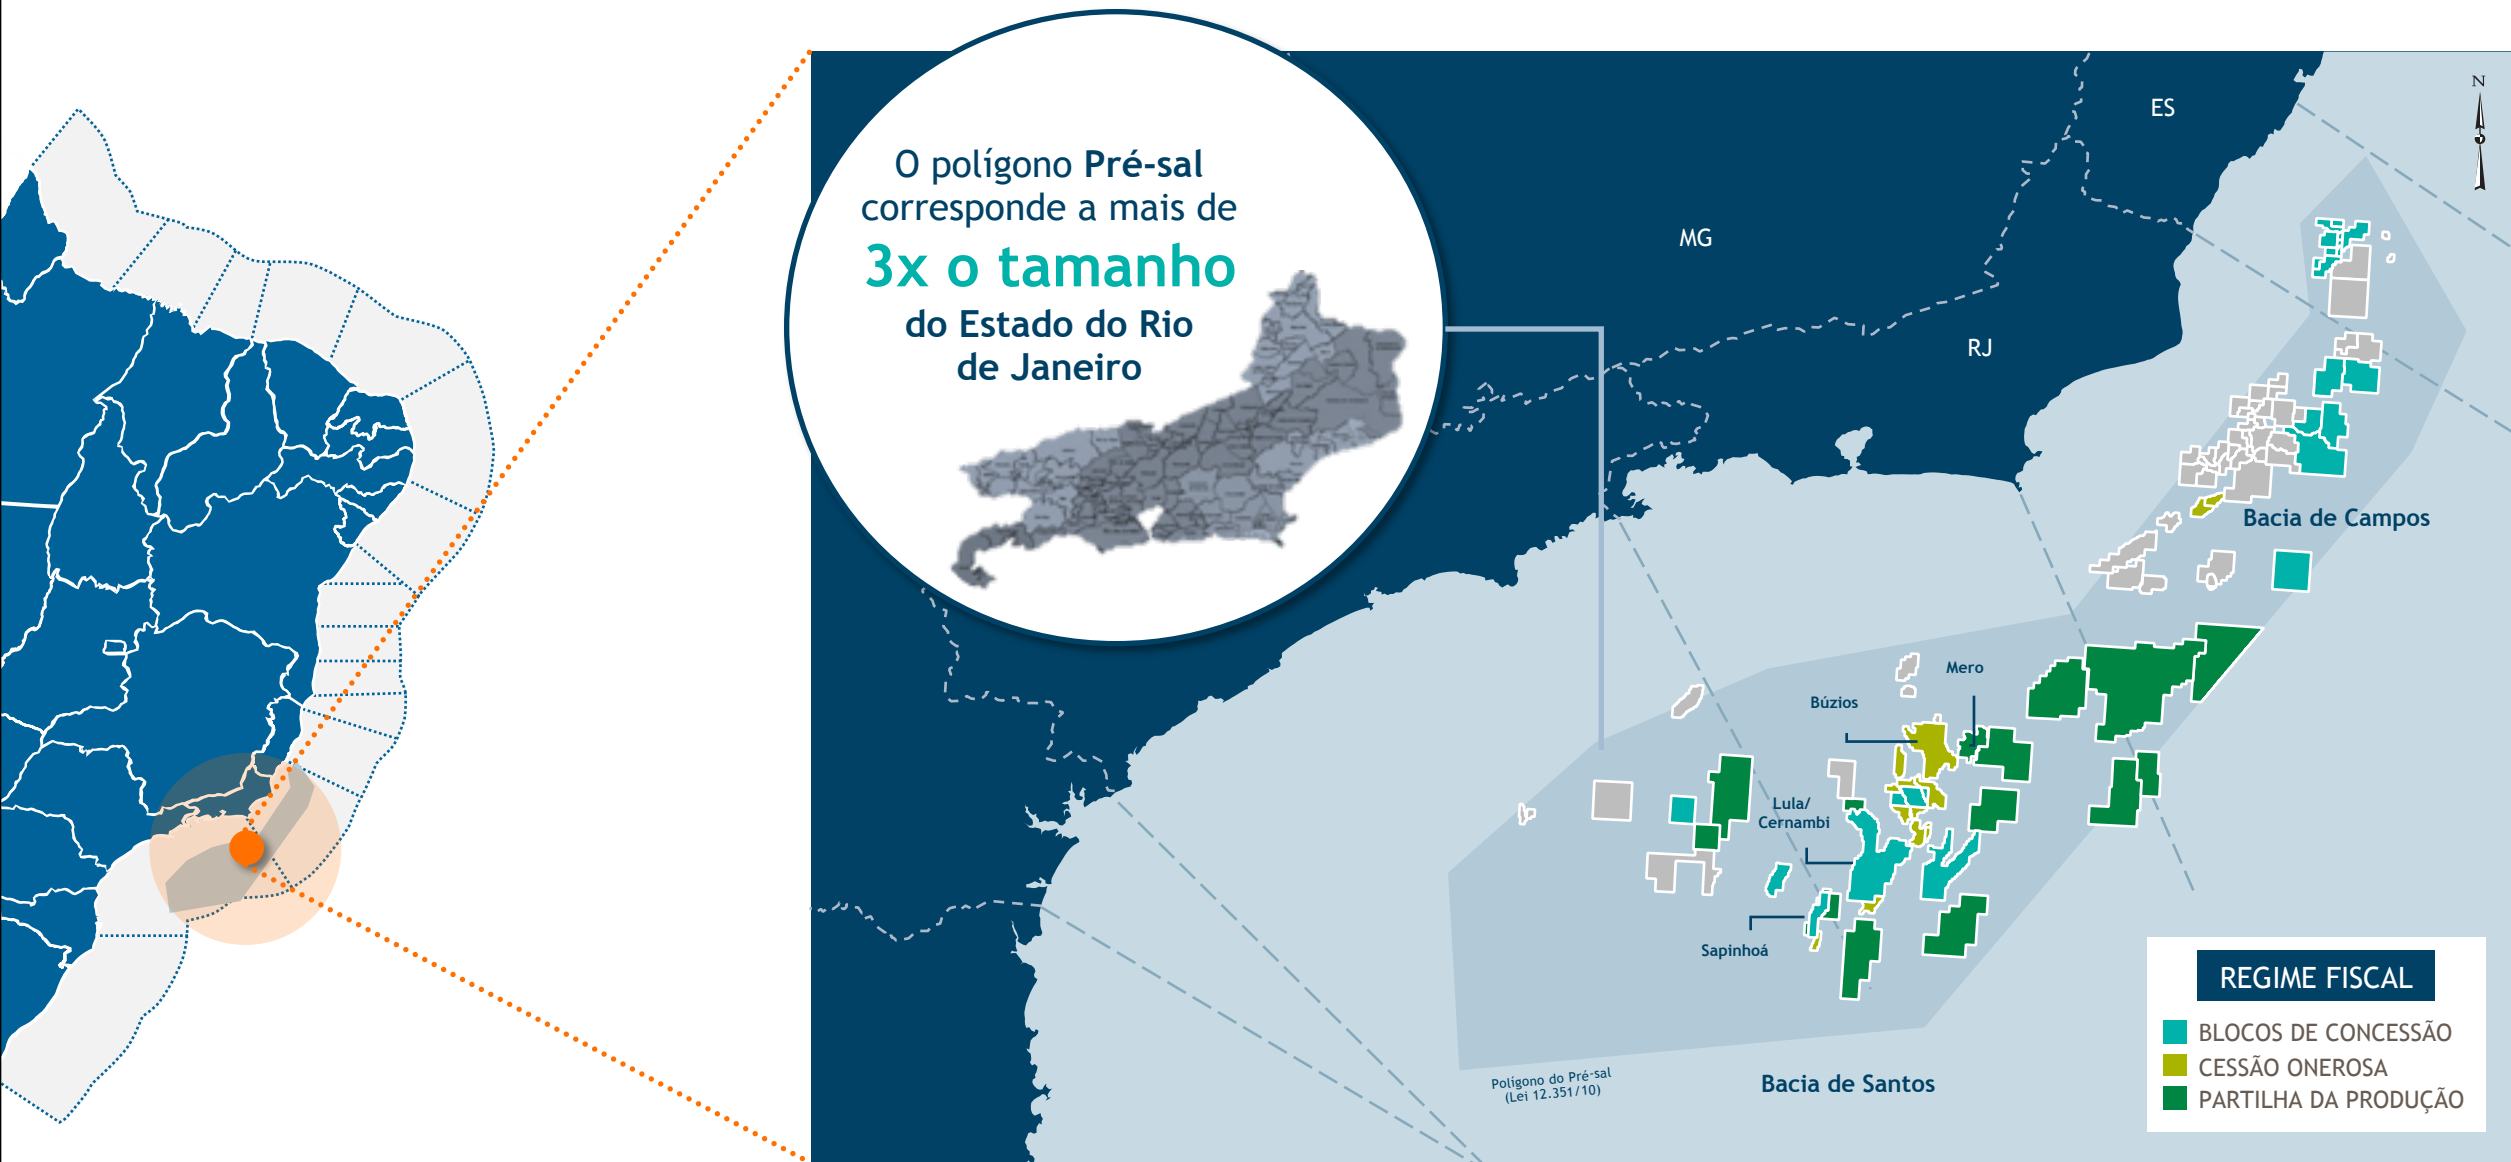 O polígono Pré-sal
corresponde a mais de
3x o tamanho
do Estado do Rio
de Janeiro
ES
N
MG
RJ
Bacia de Campos
Mero
Búzios
Lula/
Cernambi
Sapinhoá
Polígono do Pré-sal
(Lei 12.351/10)
Bacia de Santos
REGIME FISCAL
BLOCOS DE CONCESSÃO
CESSÃO ONEROSA
PARTILHA DA PRODUÇÃO